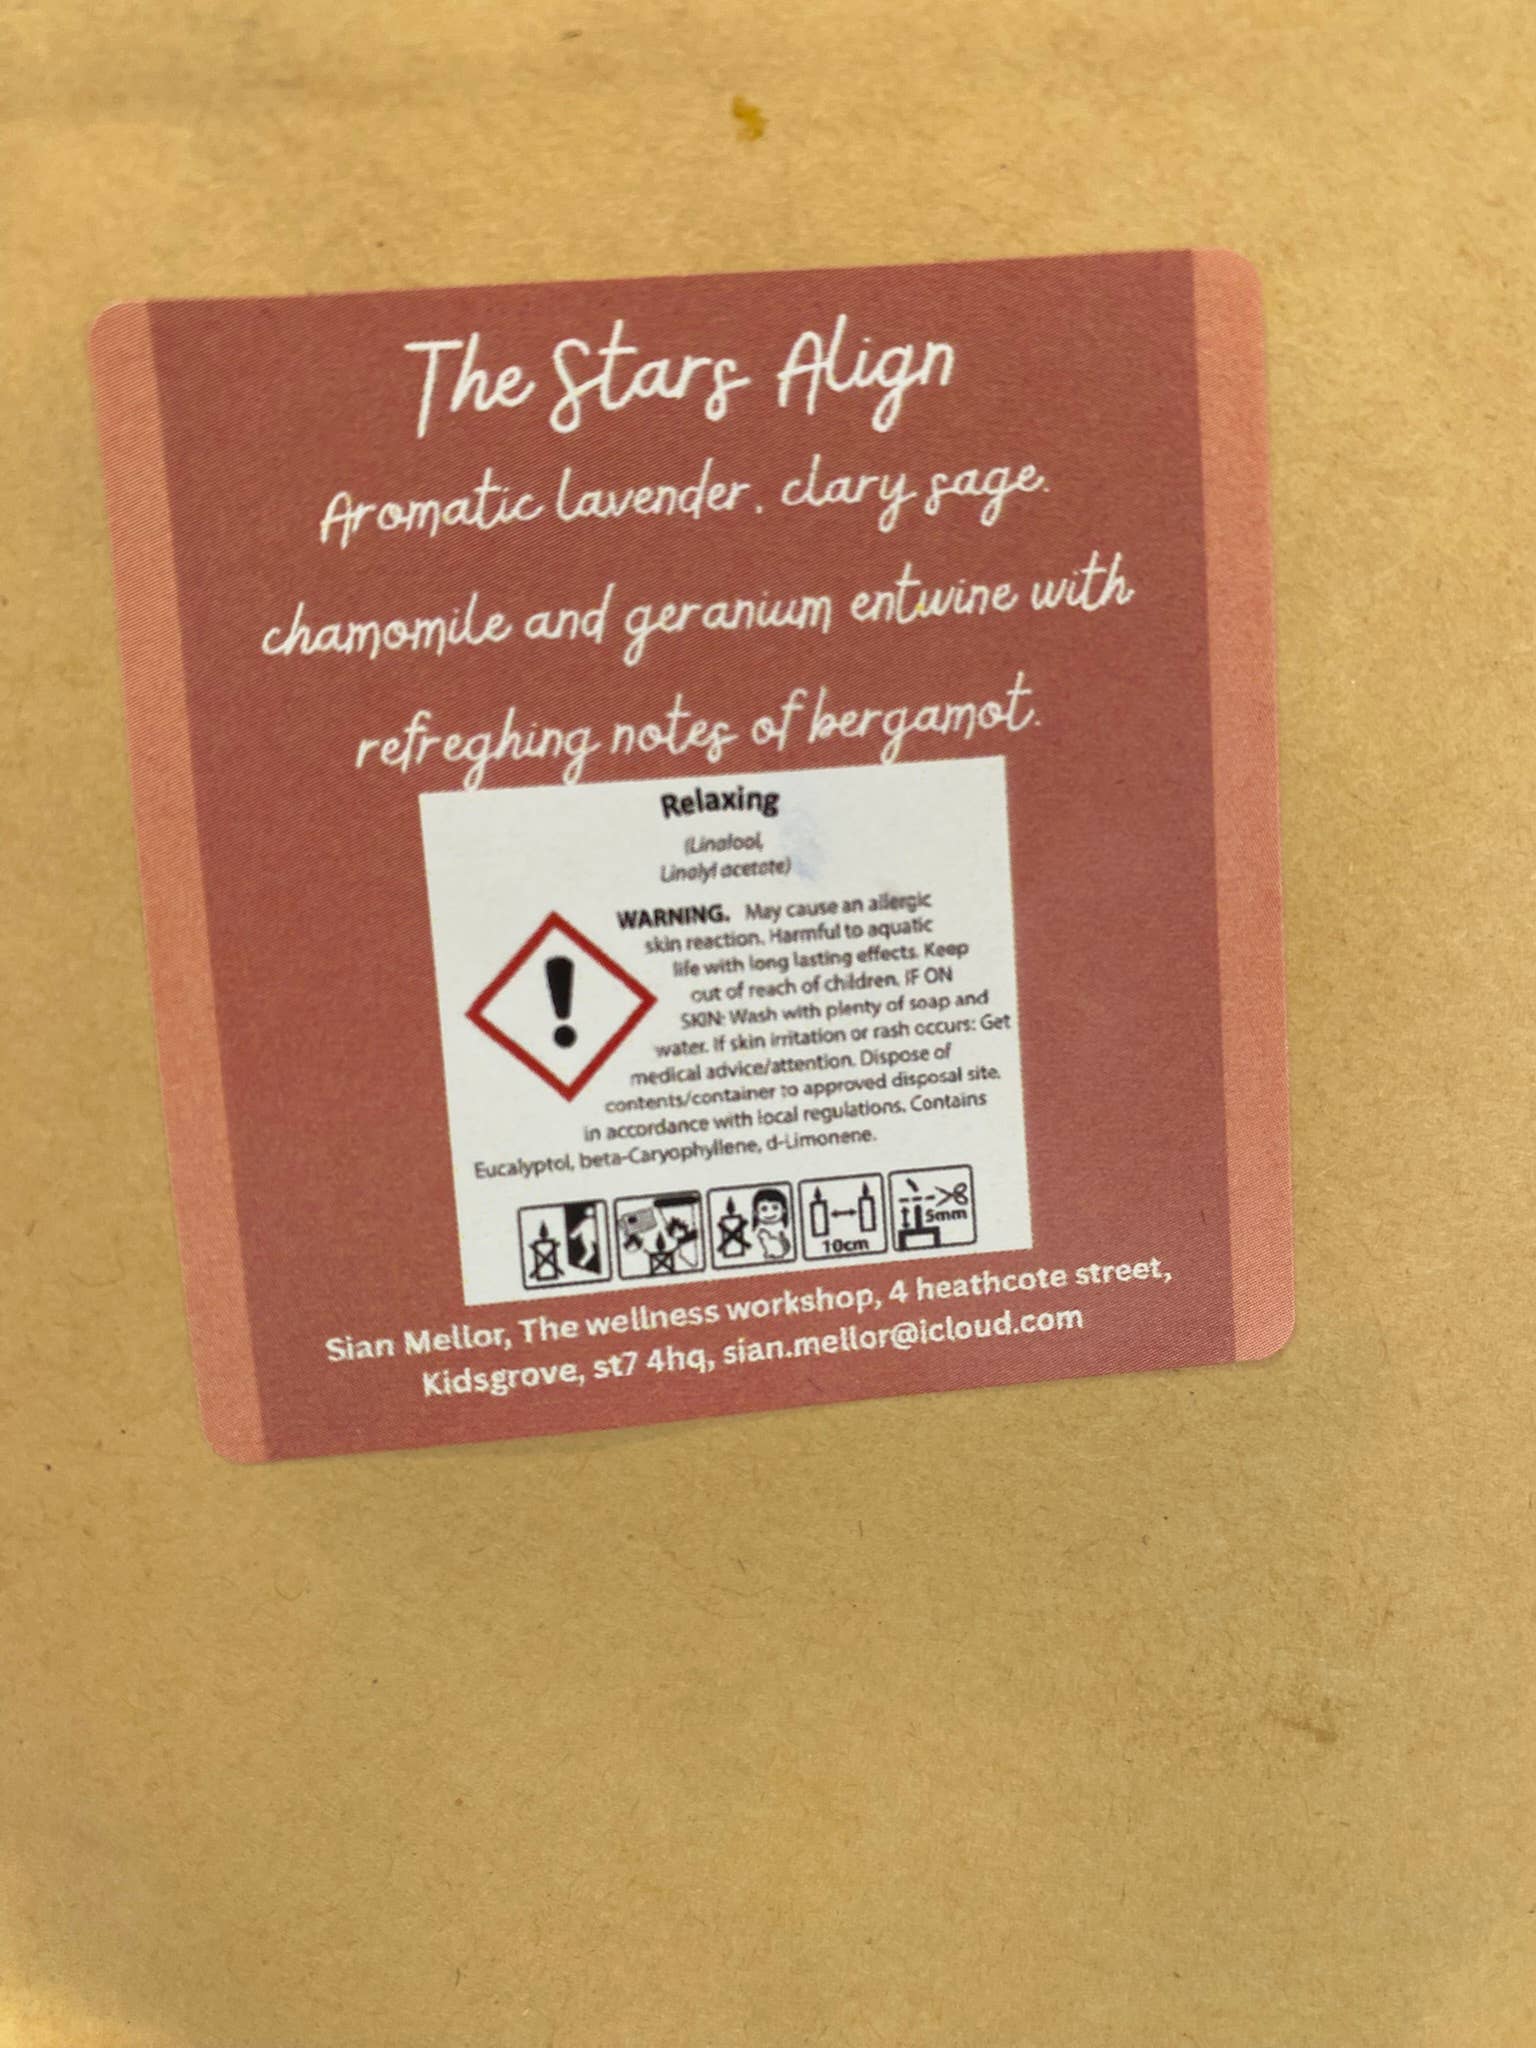 The Stars Align
Aromatic lavender, clary sage,
chamomile and geranium entwine with
refreshing notes of bergamot.
Relaxing
(Linalool,
Linalyl acetate)
WARNING. May cause an allergic
skin reaction. Harmful to aquatic
life with long lasting effects. Keep
out of reach of children. IF ON
SKIN: Wash with plenty of soap and
water. If skin irritation or rash occurs: Get
medical advice/attention. Dispose of
contents/container to approved disposal site,
in accordance with local regulations. Contains
Eucalyptol, beta-Caryophyllene, d-Limonene.
10cm
5mm
Sian Mellor, The wellness workshop, 4 heathcote street,
Kidsgrove, st7 4hq, sian.mellor@icloud.com